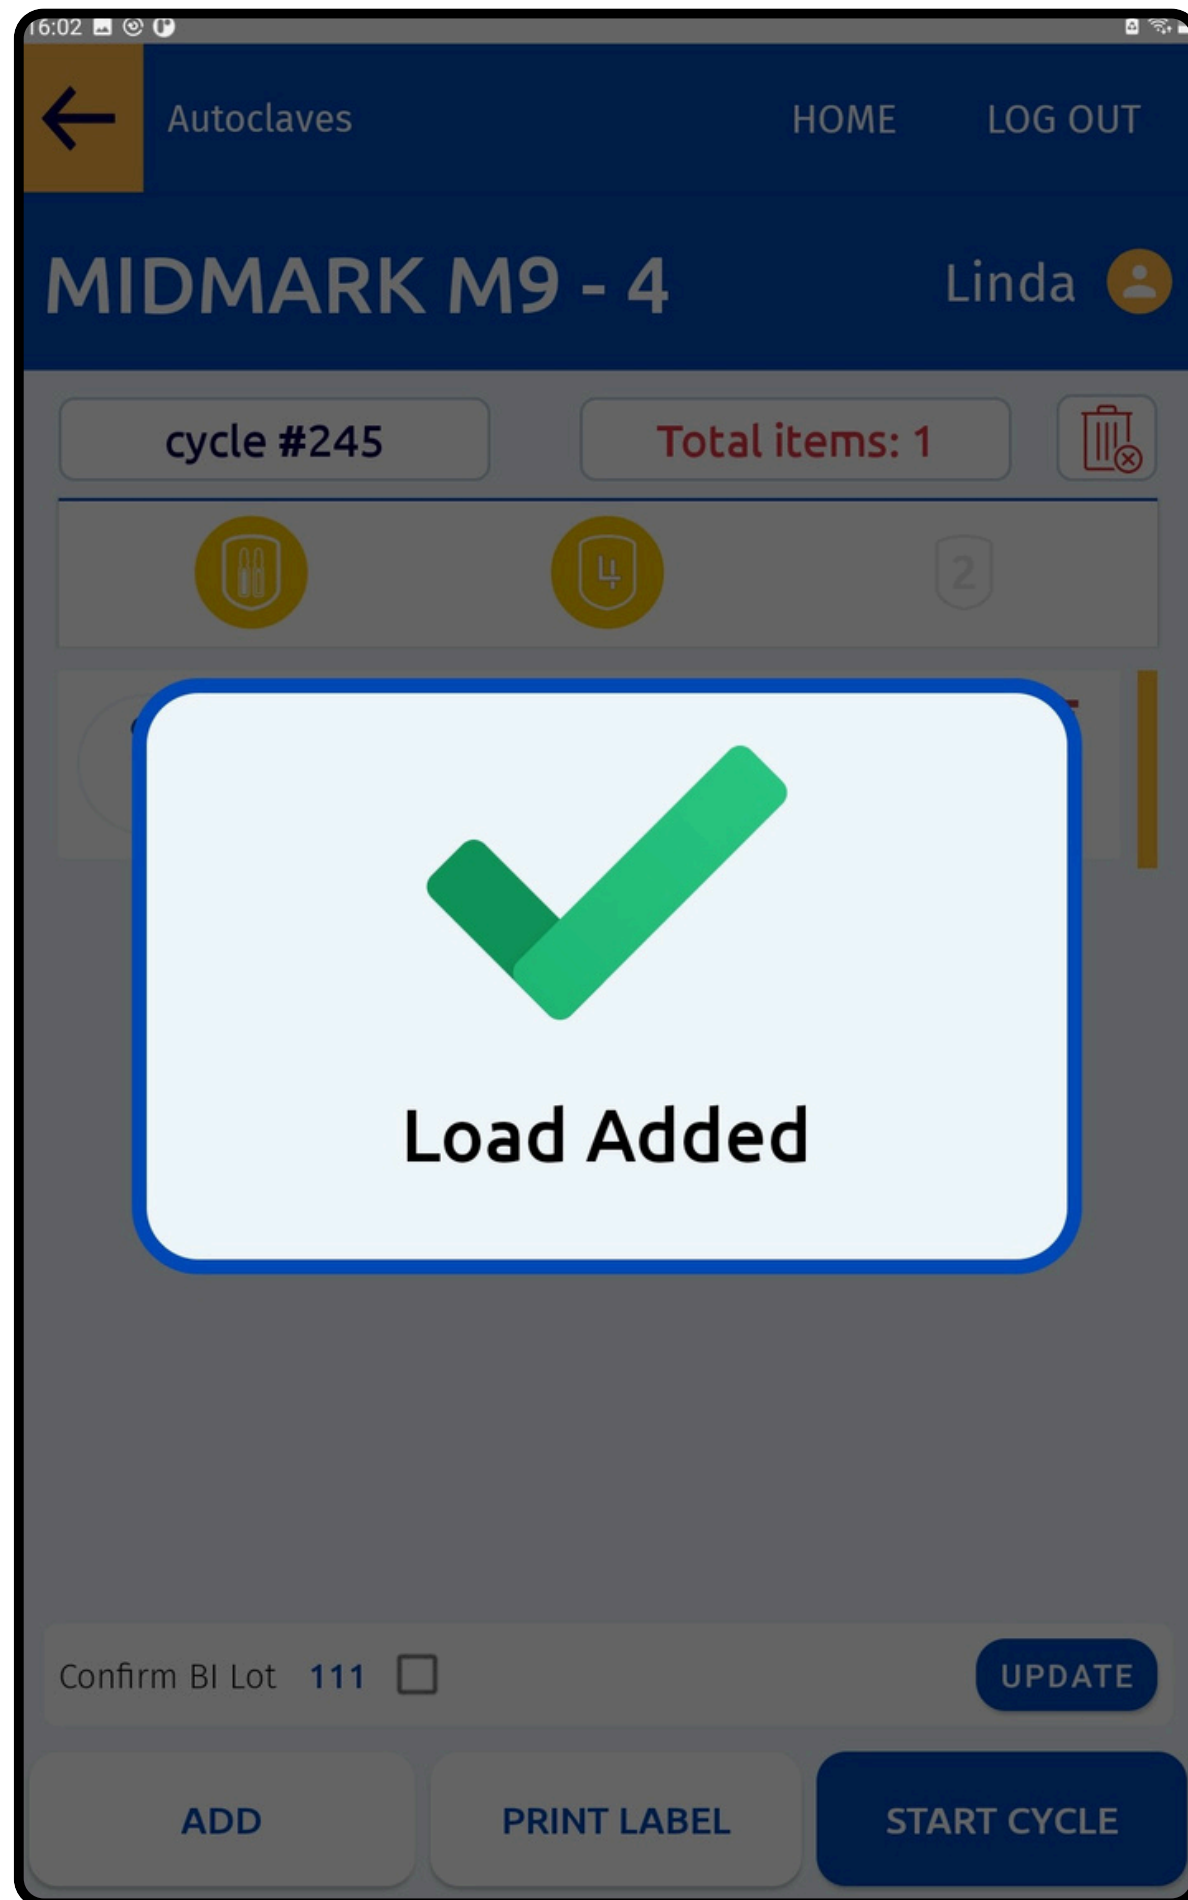 16:02
Autoclaves HOME LOG OUT
MIDMARK M9 - 4 Linda
cycle #245 Total items: 1
4 2
Load Added
Confirm BI Lot 111 UPDATE
ADD PRINT LABEL START CYCLE